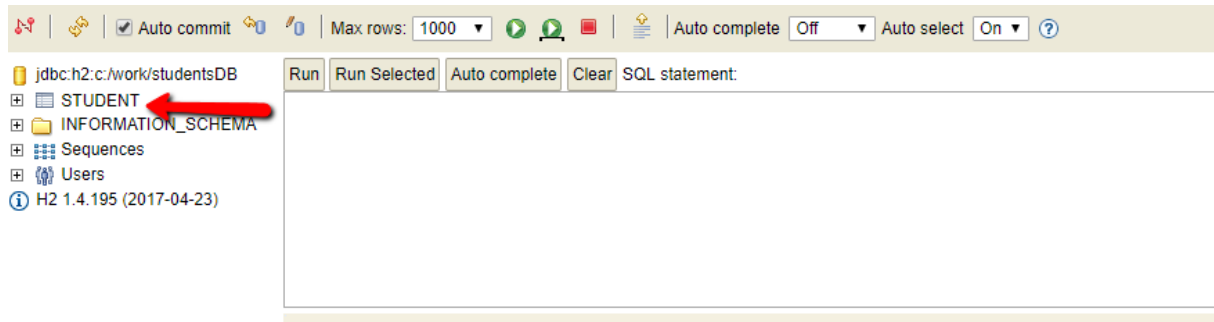 Auto commit Max rows: 1000 Auto complete Off Auto select On
jdbc:h2:c:/work/studentsDB
STUDENT
INFORMATION_SCHEMA
Sequences
Users
H2 1.4.195 (2017-04-23)
Run Run Selected Auto complete Clear SQL statement: